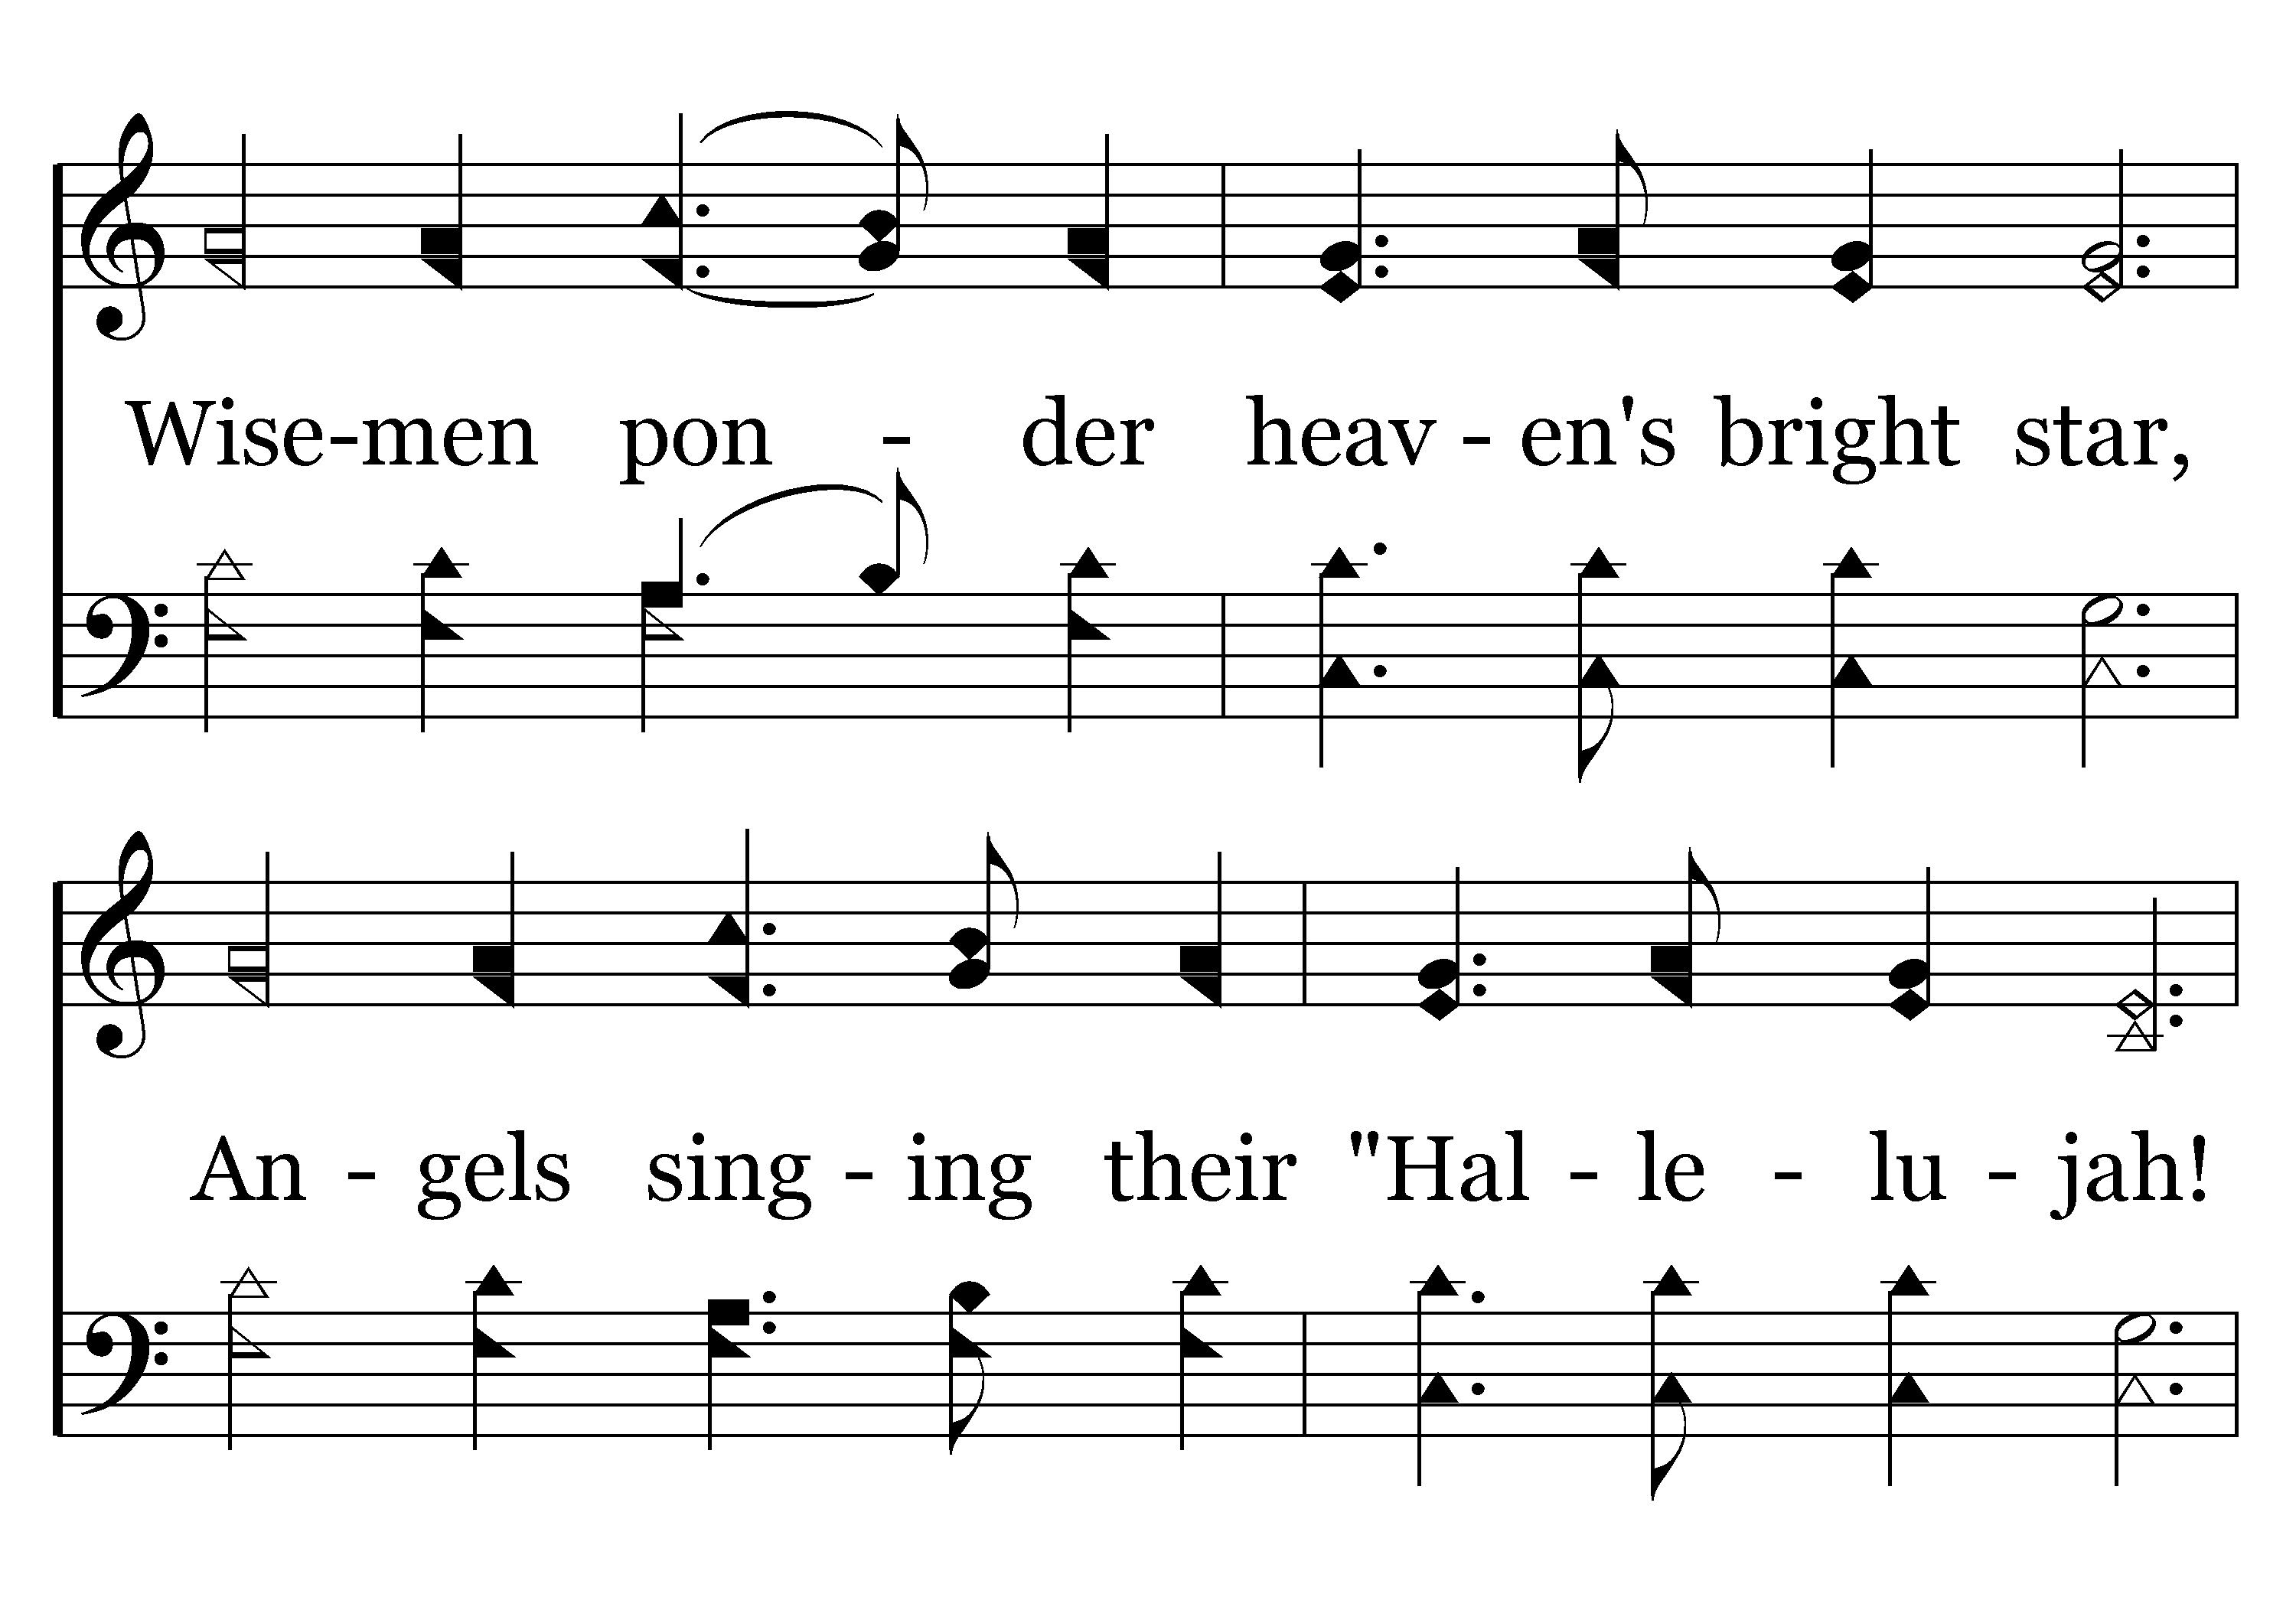 Wise-men pon - der heav - en's bright star,
An - gels sing - ing their "Hal - le - lu - jah!